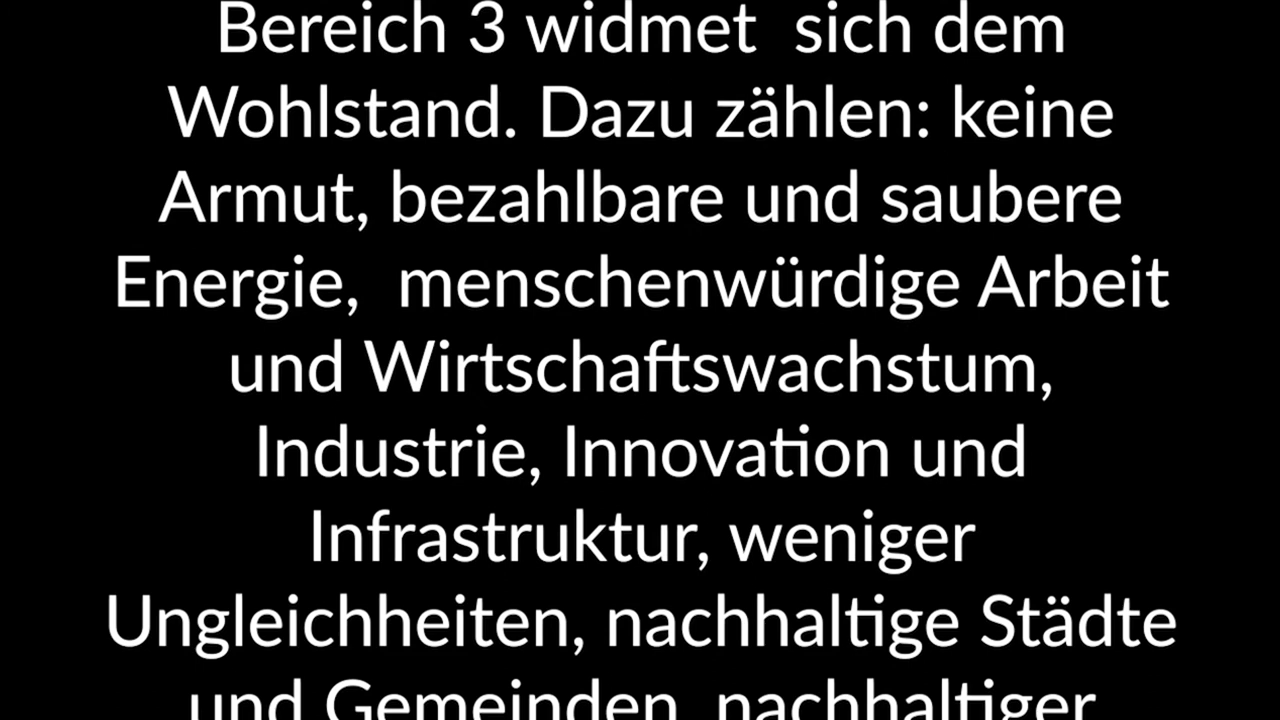 Bereich 3 widmet  sich dem
Wohlstand. Dazu zählen: keine
Armut, bezahlbare und saubere
Energie,  menschenwürdige Arbeit
und Wirtschaftswachstum,
Industrie, Innovation und
Infrastruktur, weniger
Ungleichheiten, nachhaltige Städte
und Gemeinden, nachhaltiger